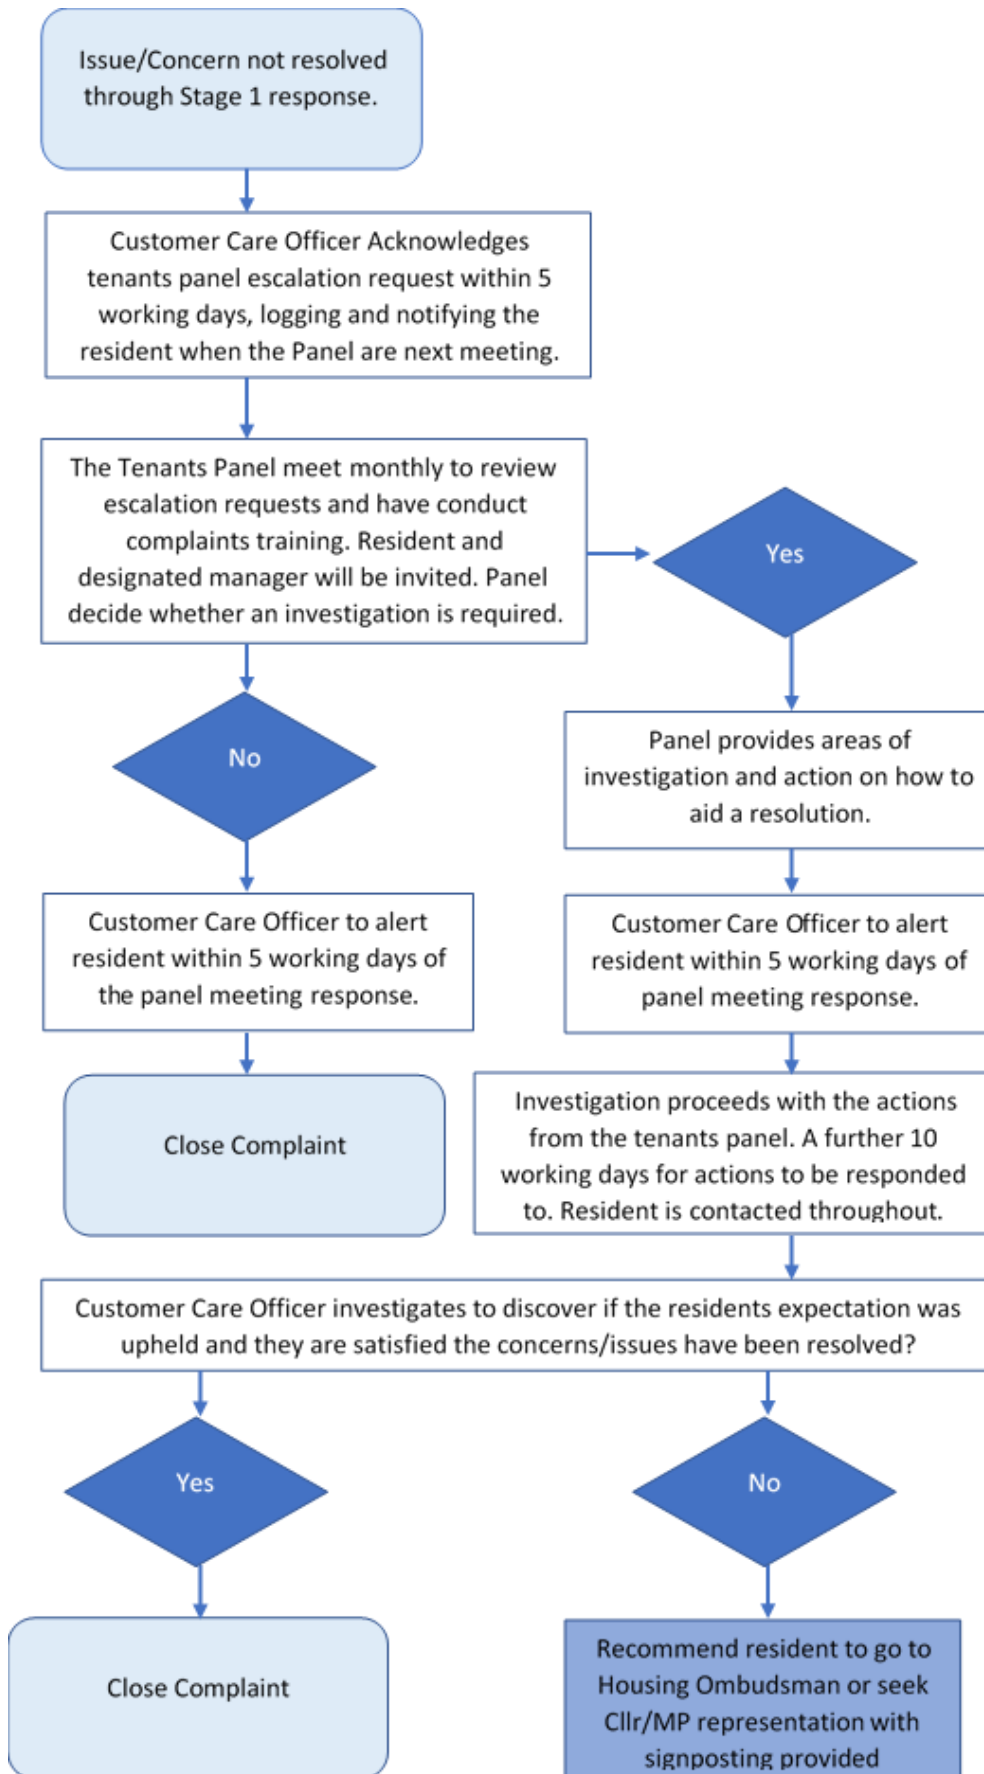 Issue/Concern not resolved
through Stage 1 response.
Customer Care Officer Acknowledges
tenants panel escalation request within 5
working days, logging and notifying the
resident when the Panel are next meeting.
The Tenants Panel meet monthly to review
escalation requests and have conduct
complaints training. Resident and
designated manager will be invited. Panel
decide whether an investigation is required.
Yes
No
Panel provides areas of
investigation and action on how to
aid a resolution.
Customer Care Officer to alert
resident within 5 working days of
the panel meeting response.
Customer Care Officer to alert
resident within 5 working days of
panel meeting response.
Close Complaint
Investigation proceeds with the actions
from the tenants panel. A further 10
working days for actions to be responded
to. Resident is contacted throughout.
Customer Care Officer investigates to discover if the residents expectation was
upheld and they are satisfied the concerns/issues have been resolved?
Yes
No
Close Complaint
Recommend resident to go to
Housing Ombudsman or seek
Cllr/MP representation with
signposting provided